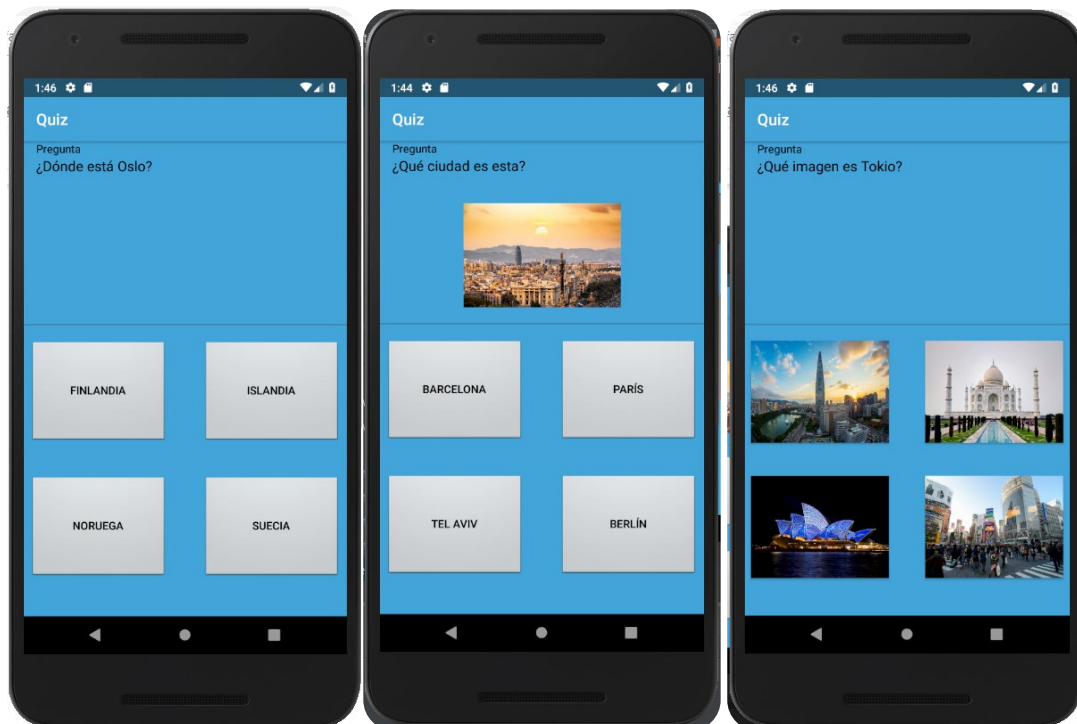 1:46
Quiz
Pregunta
¿Dónde está Oslo?
FINLANDIA
ISLANDIA
NORUEGA
SUECIA
1:44
Quiz
Pregunta
¿Qué ciudad es esta?
BARCELONA
PARÍS
TEL AVIV
BERLÍN
1:46
Quiz
Pregunta
¿Qué imagen es Tokio?